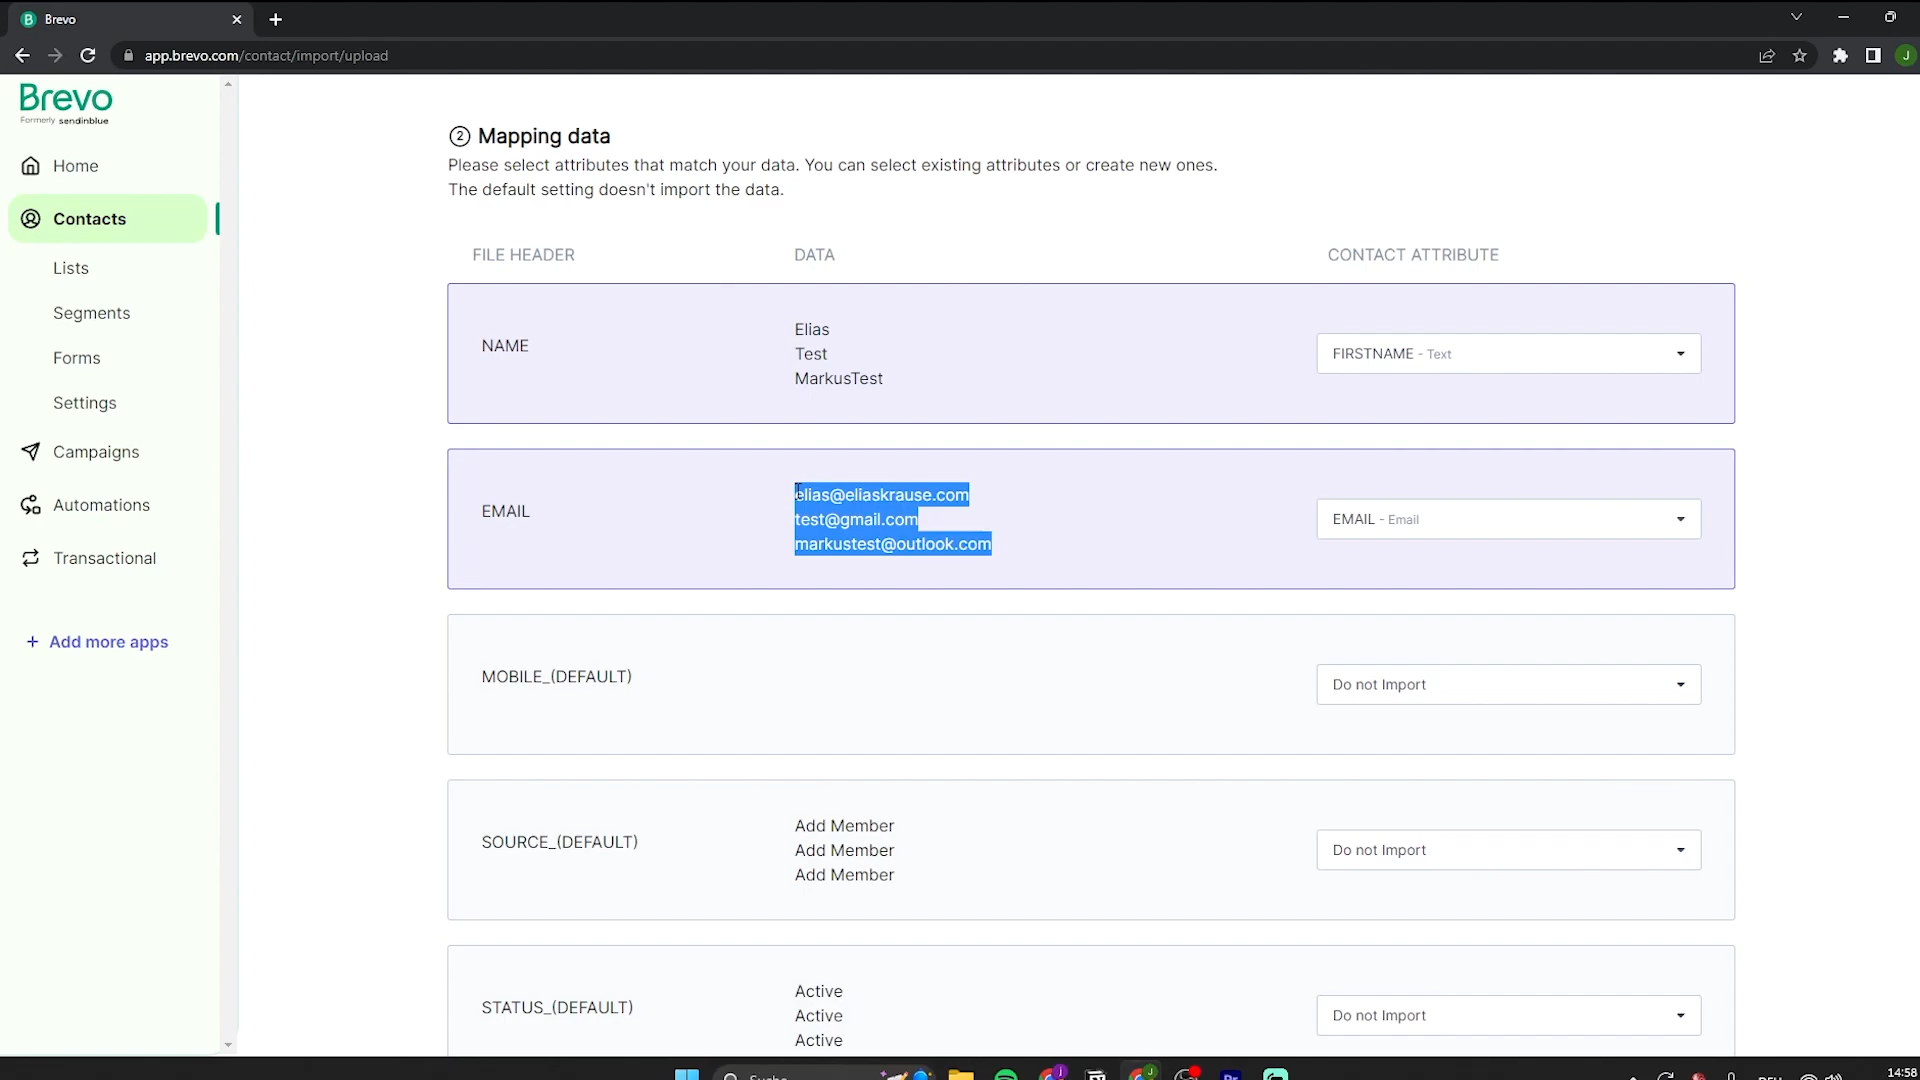 Brevo
app.brevo.com/contact/import/upload
J
Brevo
Formerly sendinblue
Home
Contacts
Lists
Segments
Forms
Settings
Campaigns
Automations
Transactional
+ Add more apps
2 Mapping data
Please select attributes that match your data. You can select existing attributes or create new ones.
The default setting doesn't import the data.
FILE HEADER DATA CONTACT ATTRIBUTE
NAME
Elias
Test
MarkusTest
FIRSTNAME - Text
EMAIL
elias@eliaskrause.com
test@gmail.com
markustest@outlook.com
EMAIL - Email
MOBILE_(DEFAULT)
Do not Import
SOURCE_(DEFAULT)
Add Member
Add Member
Add Member
Do not Import
STATUS_(DEFAULT)
Active
Active
Active
Do not Import
14:58